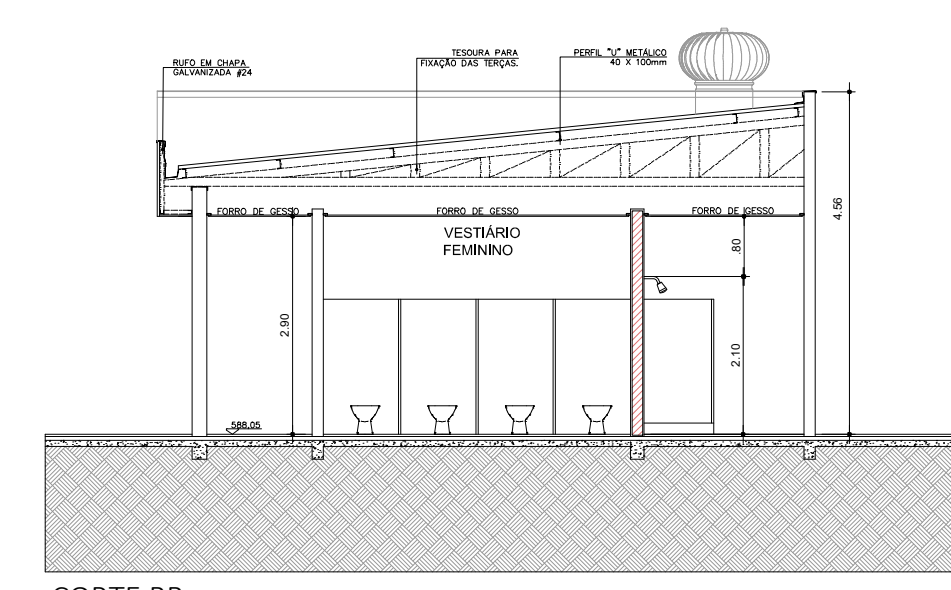 RUFO EM CHAPA
GALVANIZADA #24
TESOURA PARA
FIXAÇÃO DAS TERÇAS.
PERFIL "U" METÁLICO
40 X 100mm
FORRO DE GESSO
FORRO DE GESSO
FORRO DE GESSO
VESTIÁRIO
FEMININO
.80
4.56
2.90
2.10
588.05